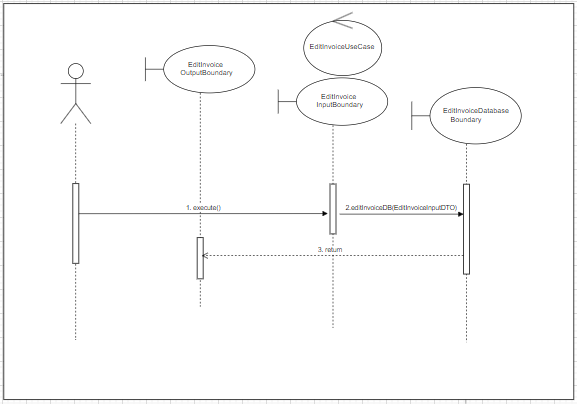 EditInvoiceUseCase
EditInvoice
OutputBoundary
EditInvoice
InputBoundary
EditInvoiceDatabase
Boundary
1. execute()
2.editInvoiceDB(EditInvoiceInputDTO)
3. return